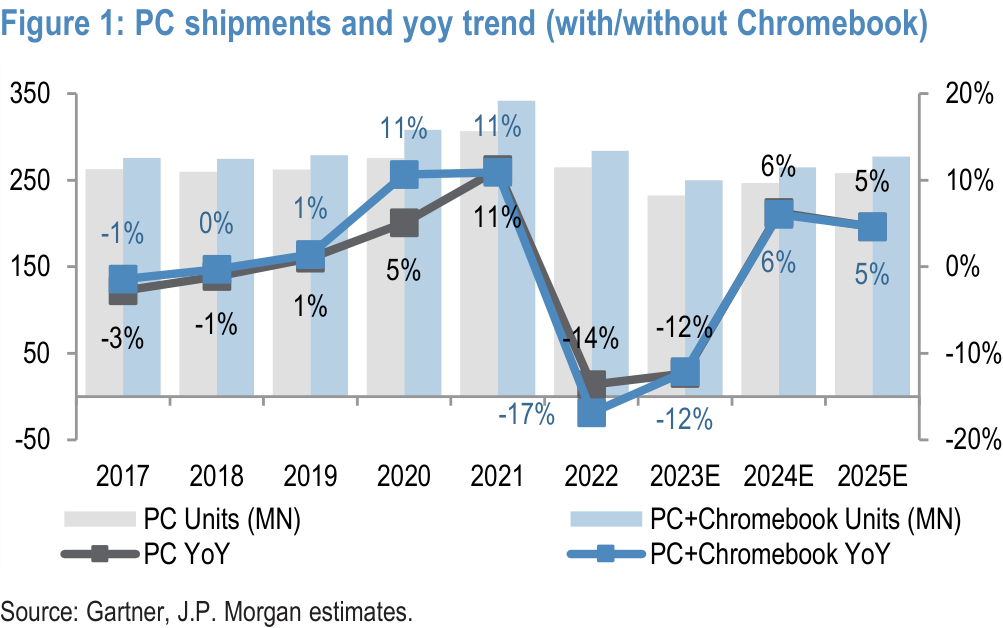 Figure 1: PC shipments and yoy trend (with/without Chromebook)
350 20%
11% 11%
250 10%
6% 5%
-1% 0% 1%
11%
150 0%
5% 6% 5%
-3% -1% 1%
-14% -12%
50 -10%
-17% -12%
-50 -20%
2017 2018 2019 2020 2021 2022 2023E 2024E 2025E
PC Units (MN) PC+Chromebook Units (MN)
PC YoY PC+Chromebook YoY
Source: Gartner, J.P. Morgan estimates.